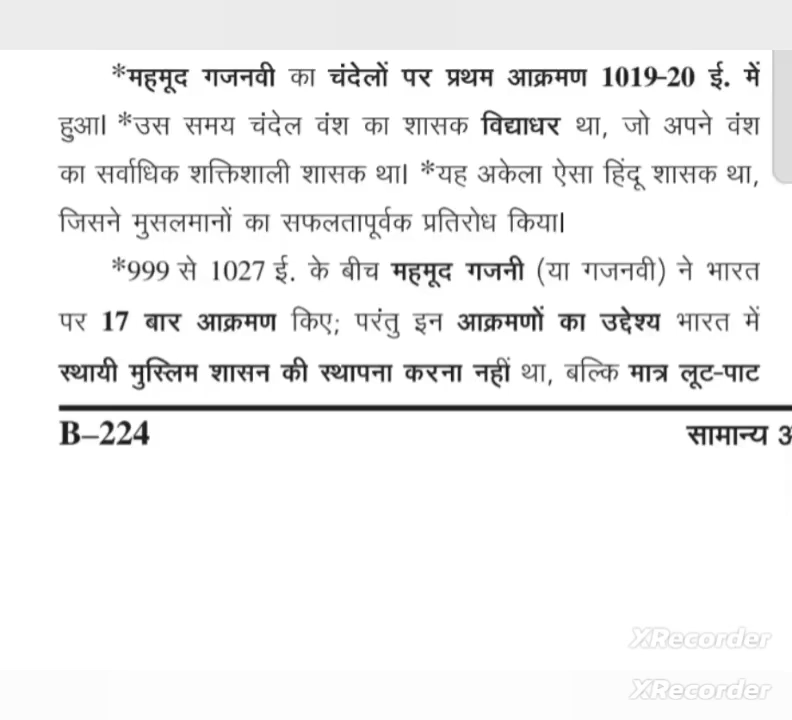 *महमूद गजनवी का चंदेलों पर प्रथम आक्रमण 1019-20 ई. में
हुआ। *उस समय चंदेल वंश का शासक विद्याधर था, जो अपने वंश
का सर्वाधिक शक्तिशाली शासक था। *यह अकेला ऐसा हिंदू शासक था,
जिसने मुसलमानों का सफलतापूर्वक प्रतिरोध किया।
*999 से 1027 ई. के बीच महमूद गजनी (या गजनवी) ने भारत
पर 17 बार आक्रमण किए; परंतु इन आक्रमणों का उद्देश्य भारत में
स्थायी मुस्लिम शासन की स्थापना करना नहीं था, बल्कि मात्र लूट-पाट
B–224
सामान्य अ
XRecorder
XRecorder